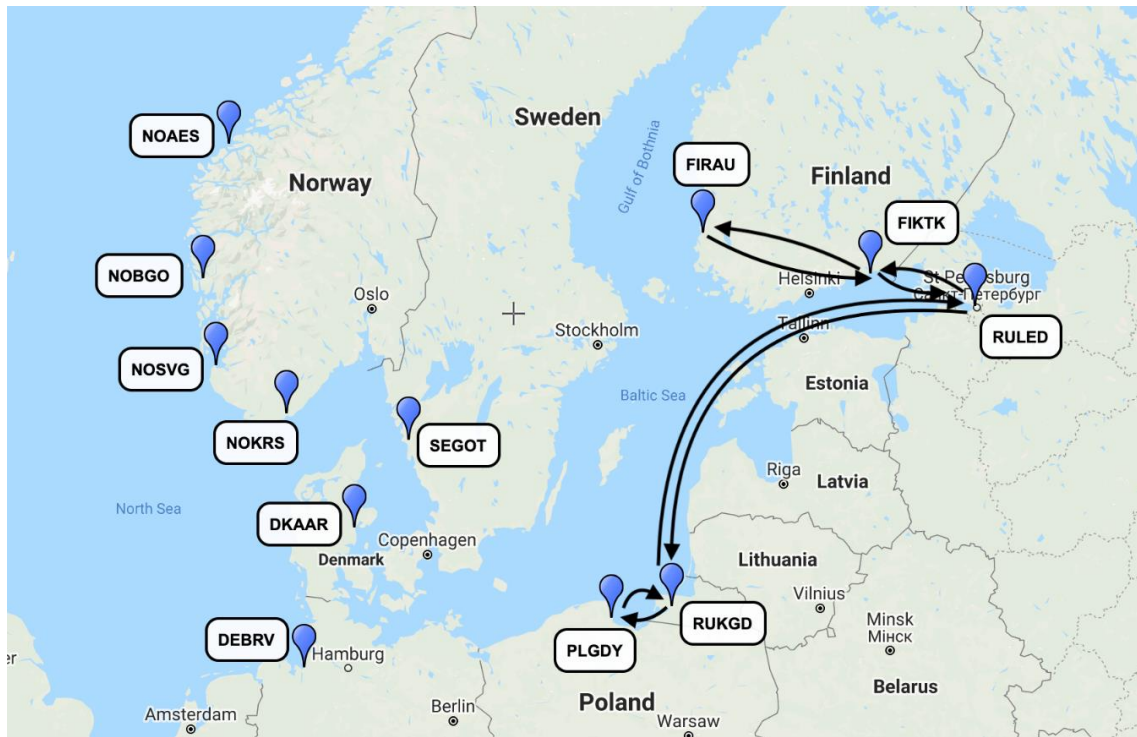 NOAES
Sweden
Norway
Gulf of Bothnia
FIRAU
Finland
FIKTK
NOBGO
Oslo
Helsinki
St Petersburg
Санкт-Петербург
Stockholm
Tallinn
RULED
NOSVG
Estonia
Baltic Sea
NOKRS
SEGOT
Riga
Latvia
North Sea
DKAAR
Copenhagen
Denmark
Lithuania
Vilnius
RUKGD
Minsk
Мінск
DEBRV
Hamburg
PLGDY
Belarus
Poland
Berlin
Amsterdam
Warsaw